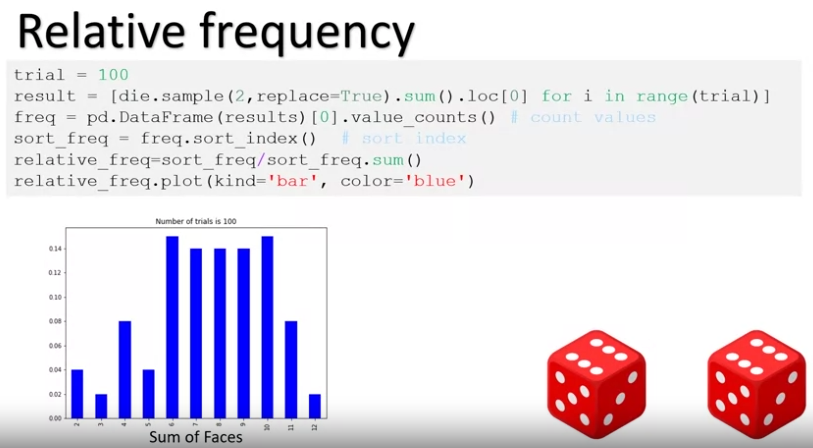 Relative frequency
trial = 100
result = [die.sample(2,replace=True).sum().loc[0] for i in range(trial)]
freq = pd.DataFrame(results)[0].value_counts() # count values
sort_freq = freq.sort_index() # sort index
relative_freq=sort_freq/sort_freq.sum()
relative_freq.plot(kind='bar', color='blue')
Number of trials is 100
0.14
0.12
0.10
0.08
0.06
0.04
0.02
0.00
2 3 4 5 6 7 8 9 10 11 12
Sum of Faces